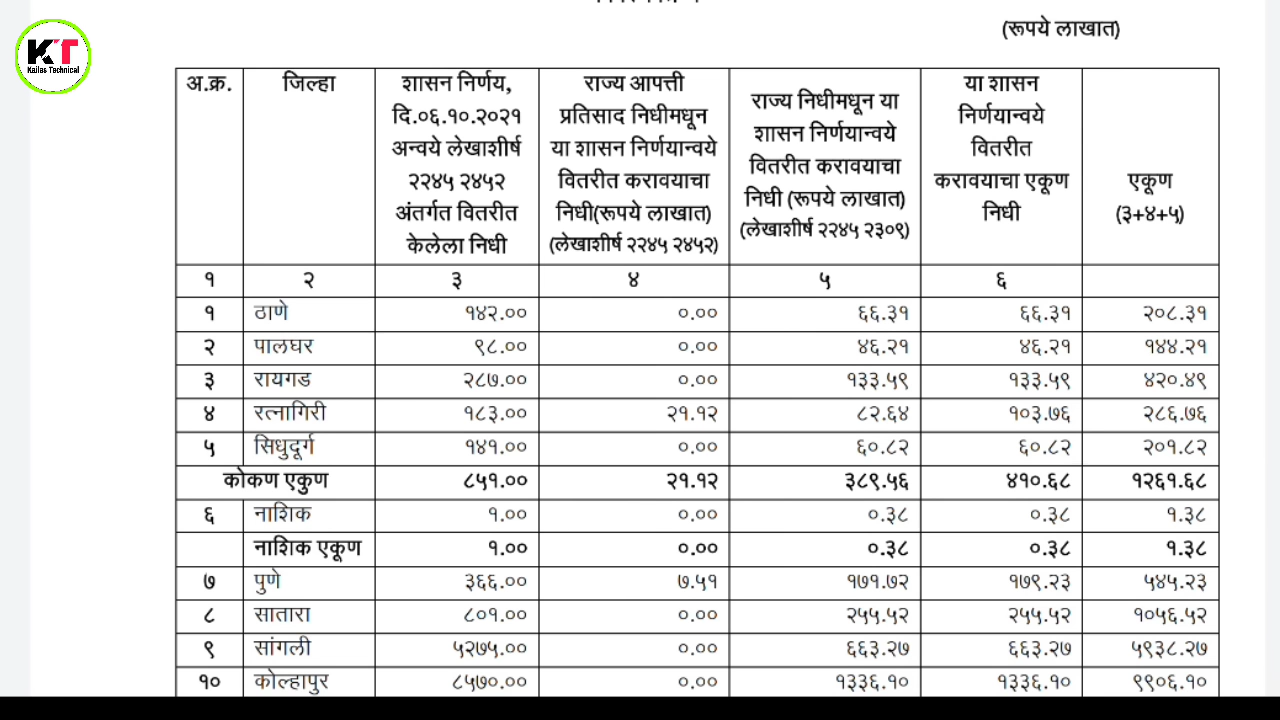 KT
Kailas Technical
(रूपये लाखात)
अ.क्र. जिल्हा शासन निर्णय, दि.०६.१०.२०२१ अन्वये लेखाशीर्ष २२४५ २४५२ अंतर्गत वितरीत केलेला निधी राज्य आपत्ती प्रतिसाद निधीमधून या शासन निर्णयान्वये वितरीत करावयाचा निधी(रूपये लाखात) (लेखाशीर्ष २२४५ २४५२) राज्य निधीमधून या शासन निर्णयान्वये वितरीत करावयाचा निधी (रूपये लाखात) (लेखाशीर्ष २२४५ २३०९) या शासन निर्णयान्वये वितरीत करावयाचा एकूण निधी एकूण (३+४+५)
१ २ ३ ४ ५ ६
१ ठाणे १४२.०० ०.०० ६६.३१ ६६.३१ २०८.३१
२ पालघर ९८.०० ०.०० ४६.२१ ४६.२१ १४४.२१
३ रायगड २८७.०० ०.०० १३३.५९ १३३.५९ ४२०.४९
४ रत्नागिरी १८३.०० २१.१२ ८२.६४ १०३.७६ २८६.७६
५ सिधुदूर्ग १४१.०० ०.०० ६०.८२ ६०.८२ २०१.८२
कोकण एकुण ८५१.०० २१.१२ ३८९.५६ ४१०.६८ १२६१.६८
६ नाशिक १.०० ०.०० ०.३८ ०.३८ १.३८
नाशिक एकूण १.०० ०.०० ०.३८ ०.३८ १.३८
७ पुणे ३६६.०० ७.५१ १७१.७२ १७९.२३ ५४५.२३
८ सातारा ८०१.०० ०.०० २५५.५२ २५५.५२ १०५६.५२
९ सांगली ५२७५.०० ०.०० ६६३.२७ ६६३.२७ ५९३८.२७
१० कोल्हापुर ८५७०.०० ०.०० १३३६.१० १३३६.१० ९९०६.१०